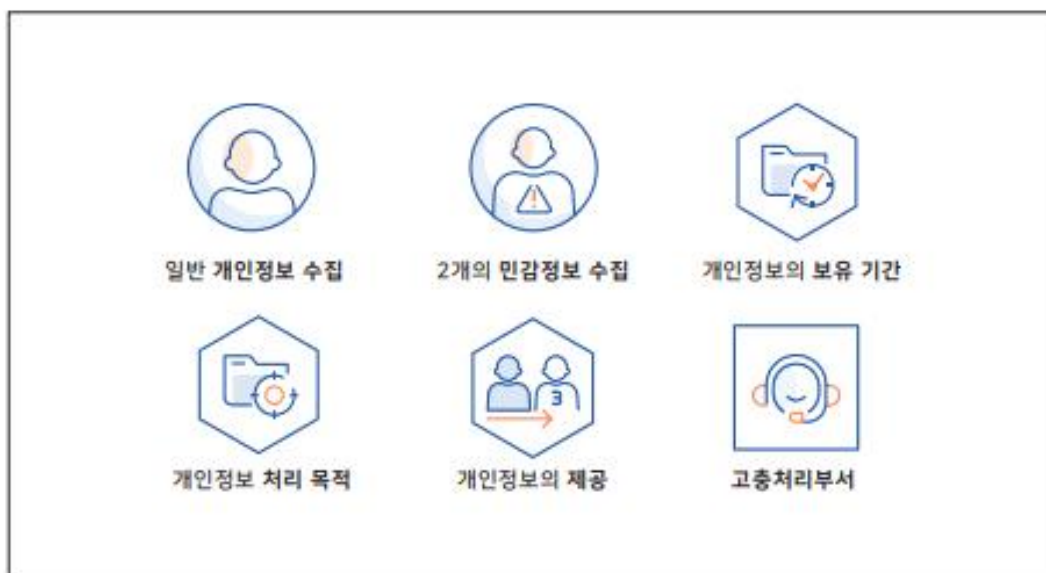 일반 개인정보 수집
2개의 민감정보 수집
개인정보의 보유 기간
3
개인정보 처리 목적
개인정보의 제공
고충처리부서